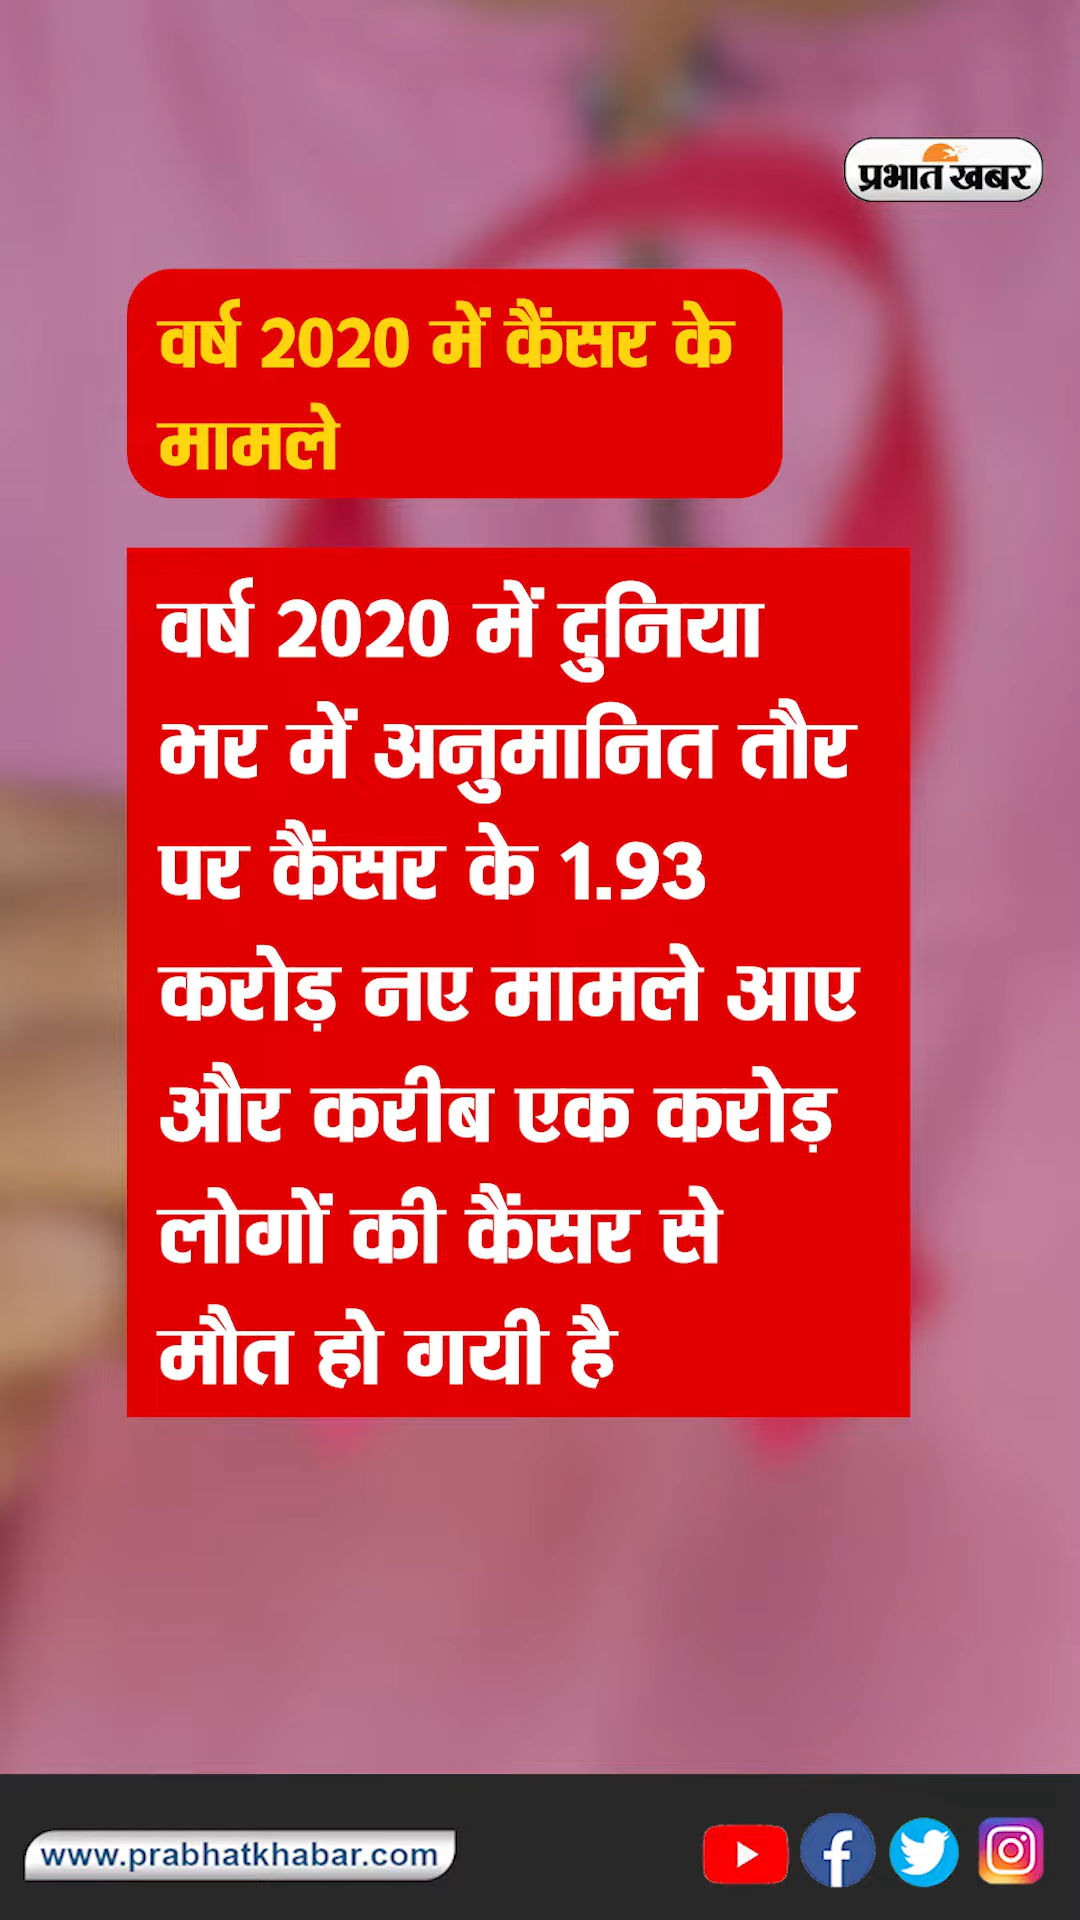 प्रभात खबर
वर्ष 2020 में कैंसर के
मामले
वर्ष 2020 में दुनिया
भर में अनुमानित तौर
पर कैंसर के 1.93
करोड़ नए मामले आए
और करीब एक करोड़
लोगों की कैंसर से
मौत हो गयी है
www.prabhatkhabar.com